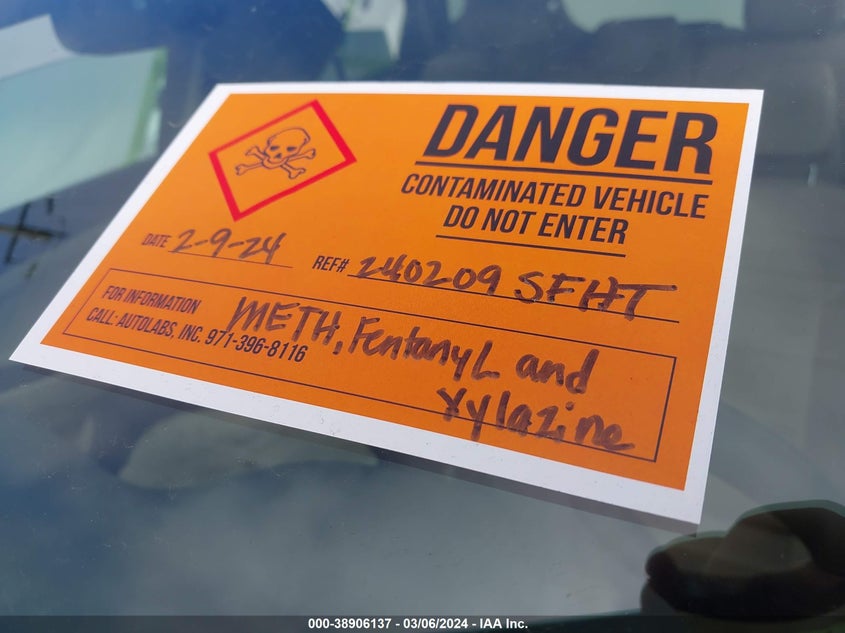 DANGER
CONTAMINATED VEHICLE
DO NOT ENTER
DATE 2-9-24 REF# 240209 SFHT
FOR INFORMATION
CALL: AUTOLABS, INC. 971-396-8116
METH, Fentanyl and
xylazine
000-38906137 - 03/06/2024 - IAA Inc.